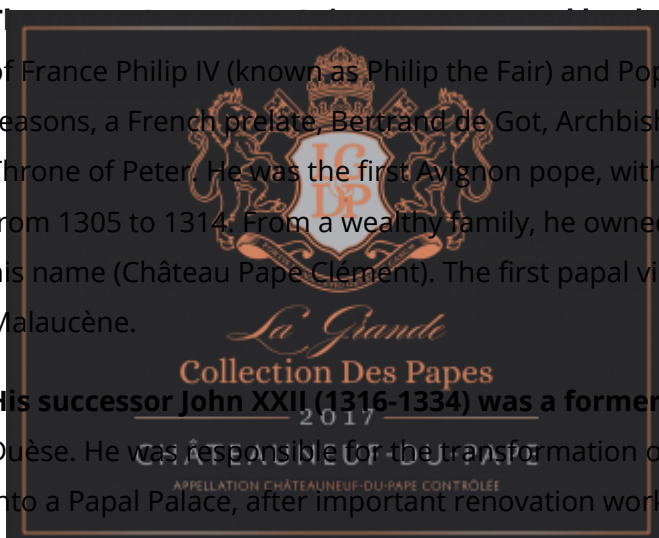 of France Philip IV (known as Philip the Fair) and Pop
easons, a French prelate, Bertrand de Got, Archbish
Throne of Peter. He was the first Avignon pope, with
LG
DP
rom 1305 to 1314. From a wealthy family, he owned
is name (Château Pape Clément). The first papal vi
Malaucène.
La Grande
Collection Des Papes
His successor John XXII (1316-1334) was a former
2017
Duèse. He was responsible for the transformation o
CHÂTEAUNEUF-DU-PAPE
APPELLATION CHÂTEAUNEUF-DU-PAPE CONTRÔLÉE
nto a Papal Palace, after important renovation work